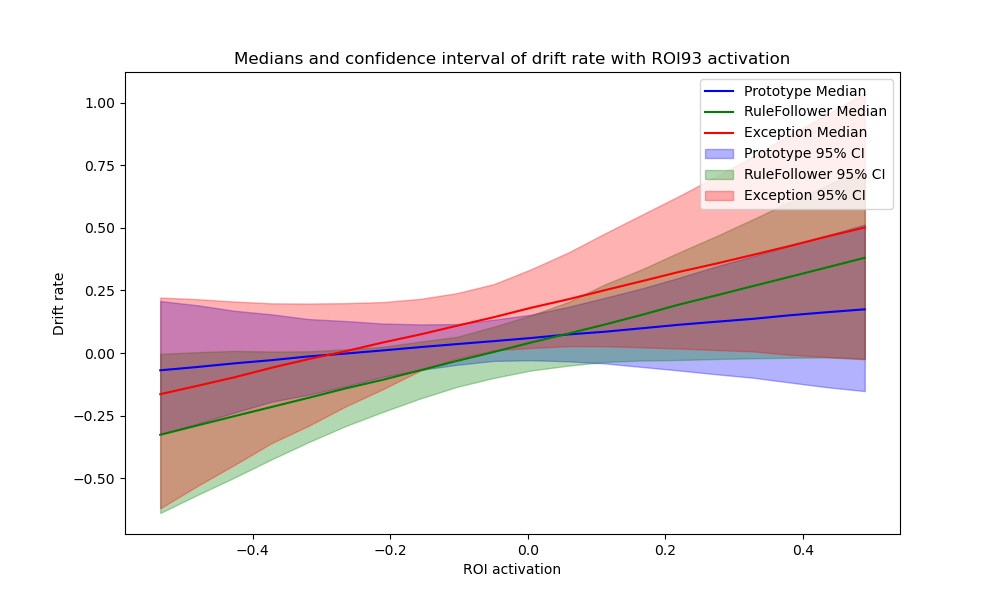 Medians and confidence interval of drift rate with ROI93 activation
Prototype Median
RuleFollower Median
Exception Median
Prototype 95% CI
RuleFollower 95% CI
Exception 95% CI
Drift rate
1.00
0.75
0.50
0.25
0.00
−0.25
−0.50
−0.4
−0.2
0.0
0.2
0.4
ROI activation